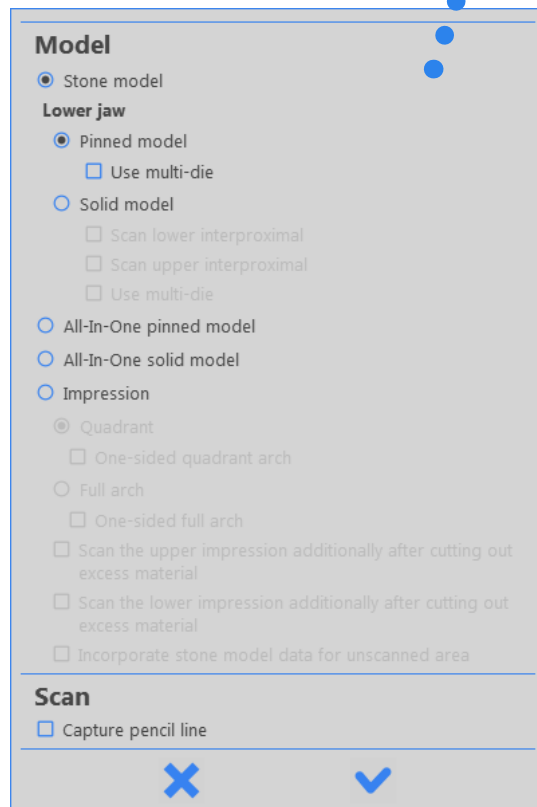 Model
Stone model
Lower jaw
Pinned model
Use multi-die
Solid model
Scan lower interproximal
Scan upper interproximal
Use multi-die
All-In-One pinned model
All-In-One solid model
Impression
Quadrant
One-sided quadrant arch
Full arch
One-sided full arch
Scan the upper impression additionally after cutting out
excess material
Scan the lower impression additionally after cutting out
excess material
Incorporate stone model data for unscanned area
Scan
Capture pencil line